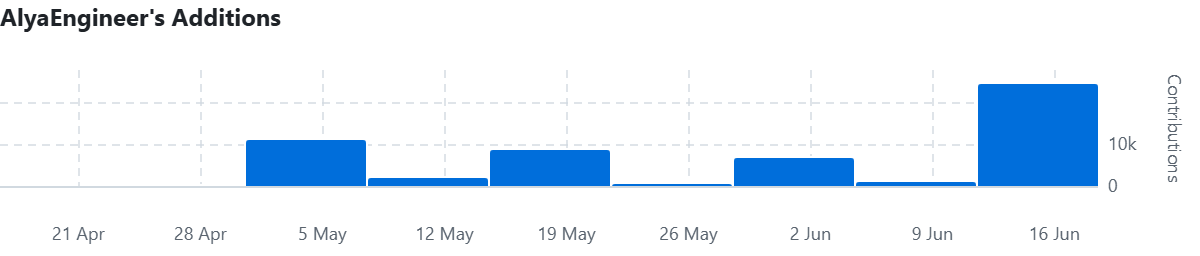 AlyaEngineer's Additions
Contributions
10k
0
21 Apr
28 Apr
5 May
12 May
19 May
26 May
2 Jun
9 Jun
16 Jun